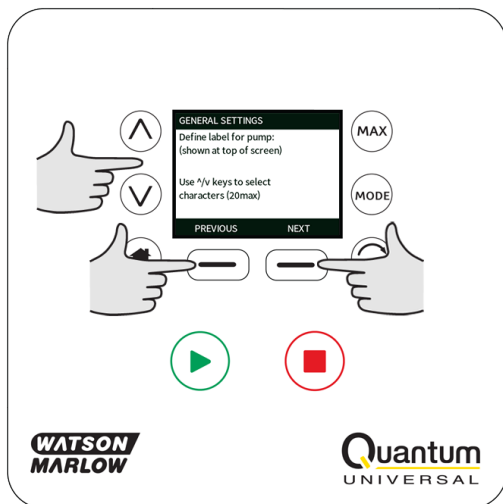 GENERAL SETTINGS
Define label for pump:
(shown at top of screen)
Use ^/v keys to select
characters (20max)
PREVIOUS NEXT
MAX
MODE
WATSON
MARLOW
Quantum
UNIVERSAL